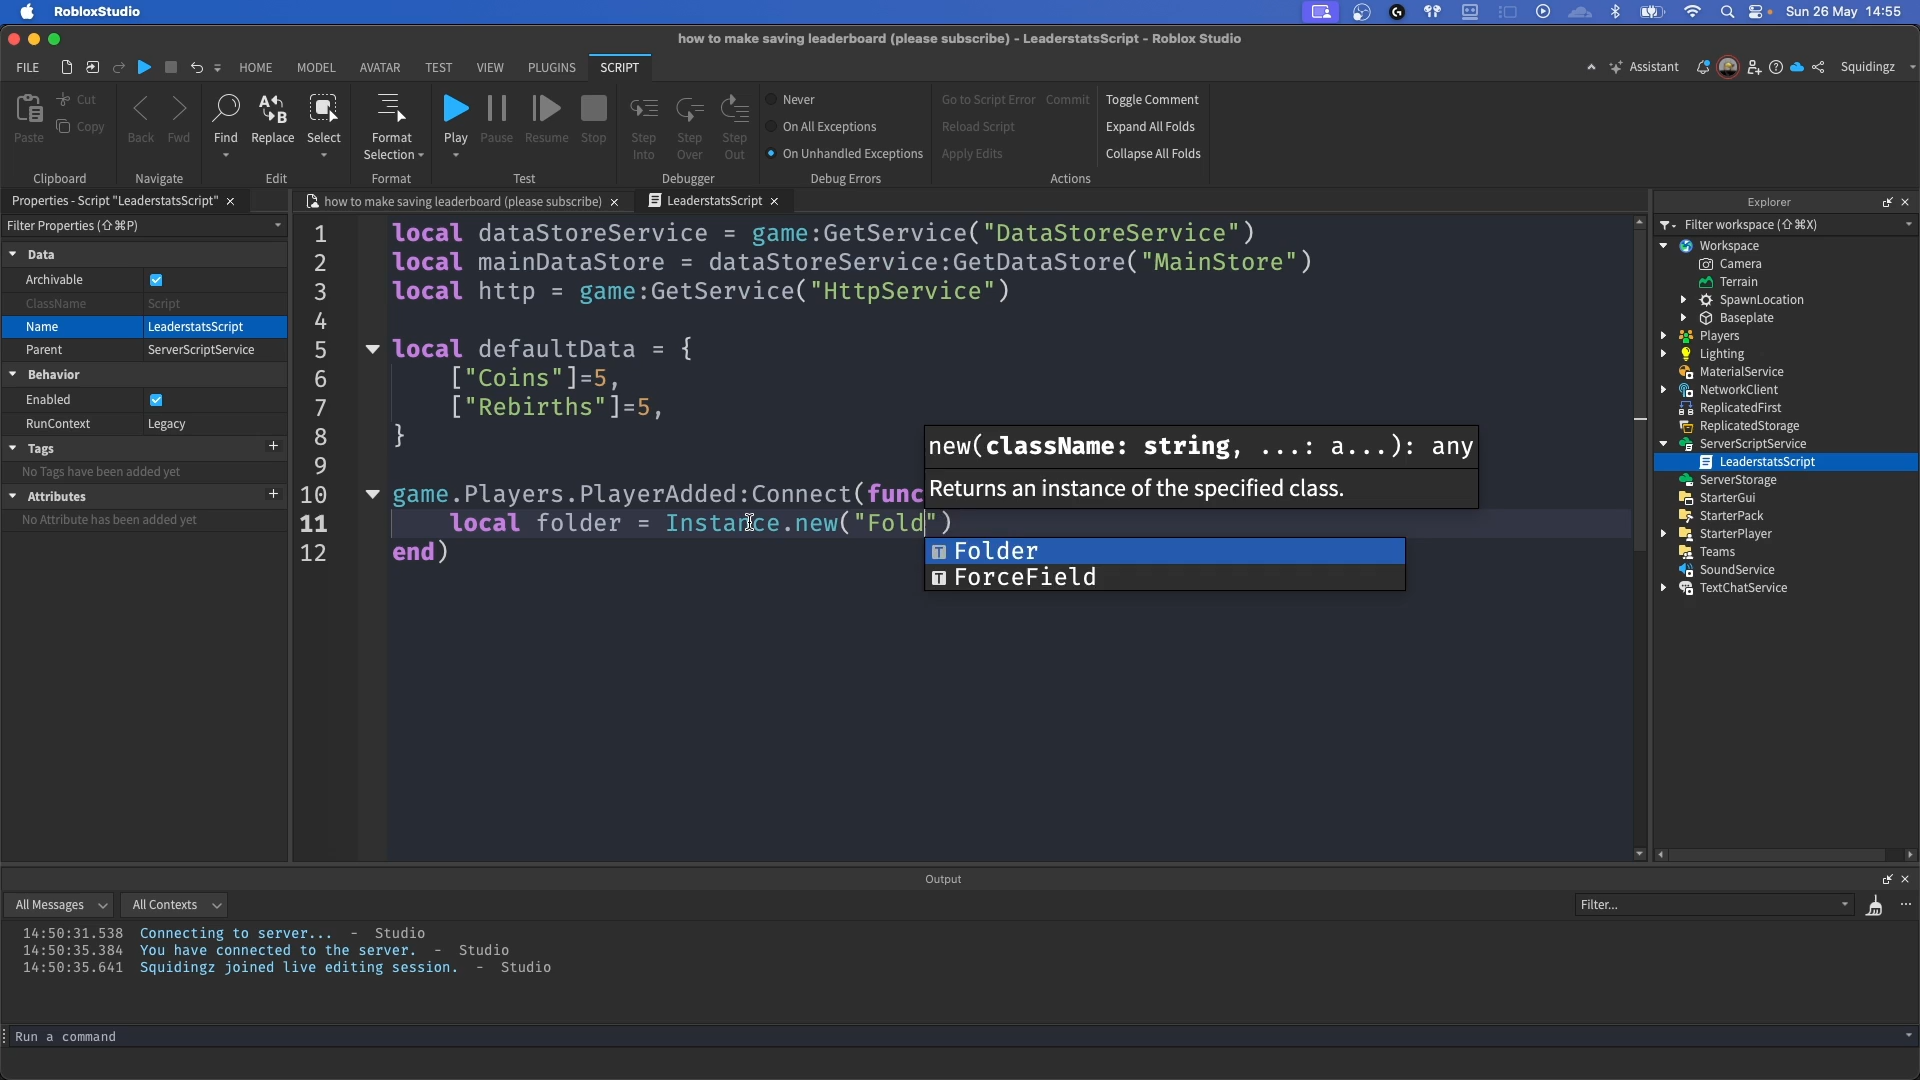 RobloxStudio
Sun 26 May 14:55
how to make saving leaderboard (please subscribe) - LeaderstatsScript - Roblox Studio
FILE HOME MODEL AVATAR TEST VIEW PLUGINS SCRIPT Assistant Squidingz
Paste Cut Copy
Back Fwd
Find Replace Select
Format Selection
Play Pause Resume Stop
Step Into Step Over Step Out
Never
On All Exceptions
On Unhandled Exceptions
Go to Script Error Commit
Reload Script
Apply Edits
Toggle Comment
Expand All Folds
Collapse All Folds
Clipboard Navigate Edit Format Test Debugger Debug Errors Actions
Properties - Script "LeaderstatsScript"
Filter Properties (⇧⌘P)
Data
Archivable
ClassName Script
Name LeaderstatsScript
Parent ServerScriptService
Behavior
Enabled
RunContext Legacy
Tags +
No Tags have been added yet
Attributes +
No Attribute has been added yet
how to make saving leaderboard (please subscribe) LeaderstatsScript
1 local dataStoreService = game:GetService("DataStoreService")
2 local mainDataStore = dataStoreService:GetDataStore("MainStore")
3 local http = game:GetService("HttpService")
4
5 local defaultData = {
6 ["Coins"]=5,
7 ["Rebirths"]=5,
8 }
9
10 game.Players.PlayerAdded:Connect(func
11 local folder = Instance.new("Fold")
12 end)
new(className: string, ...: a...): any
Returns an instance of the specified class.
Folder
ForceField
Explorer
Filter workspace (⇧⌘X)
Workspace
Camera
Terrain
SpawnLocation
Baseplate
Players
Lighting
MaterialService
NetworkClient
ReplicatedFirst
ReplicatedStorage
ServerScriptService
LeaderstatsScript
ServerStorage
StarterGui
StarterPack
StarterPlayer
Teams
SoundService
TextChatService
Output
All Messages All Contexts Filter...
14:50:31.538 Connecting to server... - Studio
14:50:35.384 You have connected to the server. - Studio
14:50:35.641 Squidingz joined live editing session. - Studio
Run a command